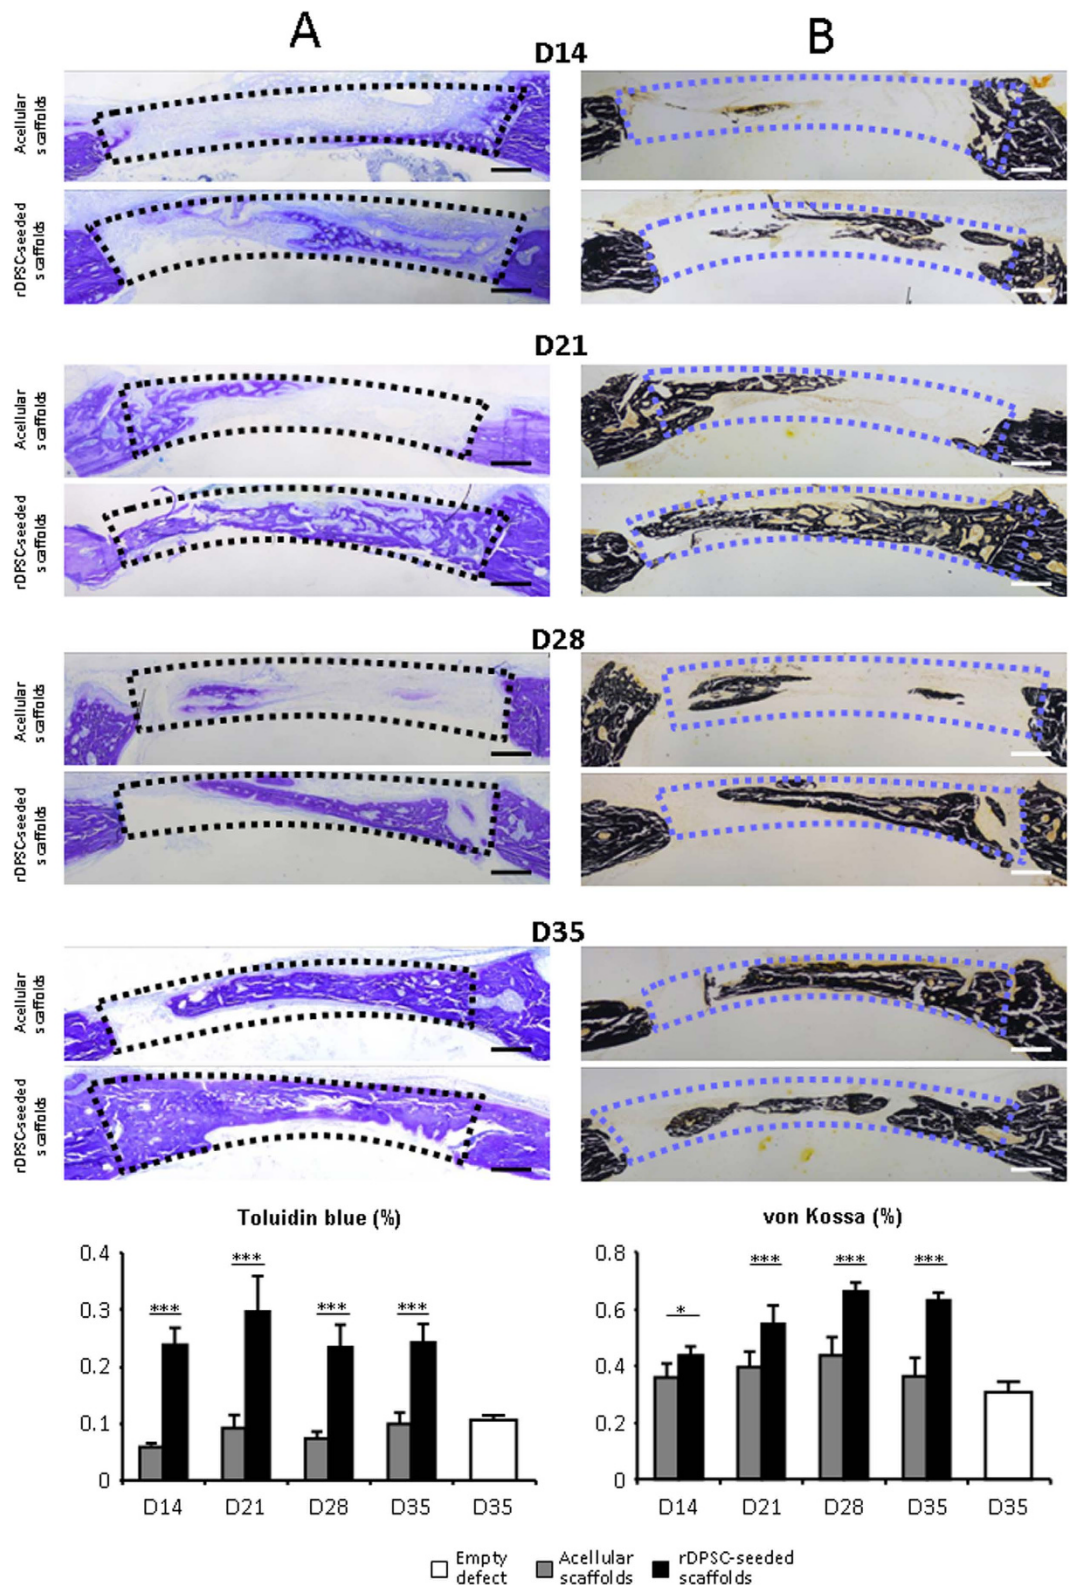 A
B
D14
Acellular
scaffolds
rDPSC-seeded
scaffolds
D21
Acellular
scaffolds
rDPSC-seeded
scaffolds
D28
Acellular
scaffolds
rDPSC-seeded
scaffolds
D35
Acellular
scaffolds
rDPSC-seeded
scaffolds
Toluidin blue (%)
0.4
0.3
0.2
0.1
0
***
***
***
***
D14 D21 D28 D35 D35
von Kossa (%)
0.8
0.6
0.4
0.2
0
*
***
***
***
D14 D21 D28 D35 D35
Empty
defect
Acellular
scaffolds
rDPSC-seeded
scaffolds